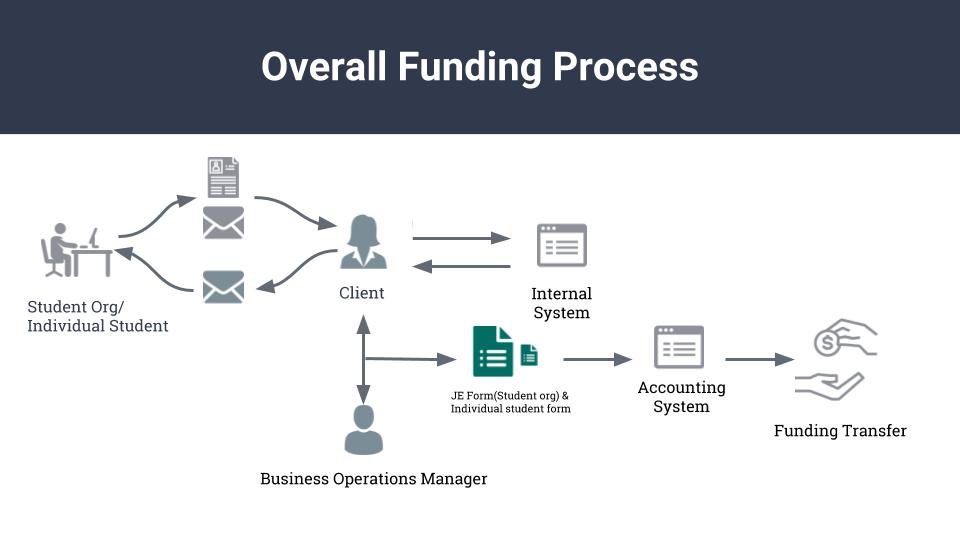 Overall Funding Process
Student Org/
Individual Student
Client
Internal
System
JE Form(Student org) &
Individual student form
Accounting
System
Funding Transfer
Business Operations Manager